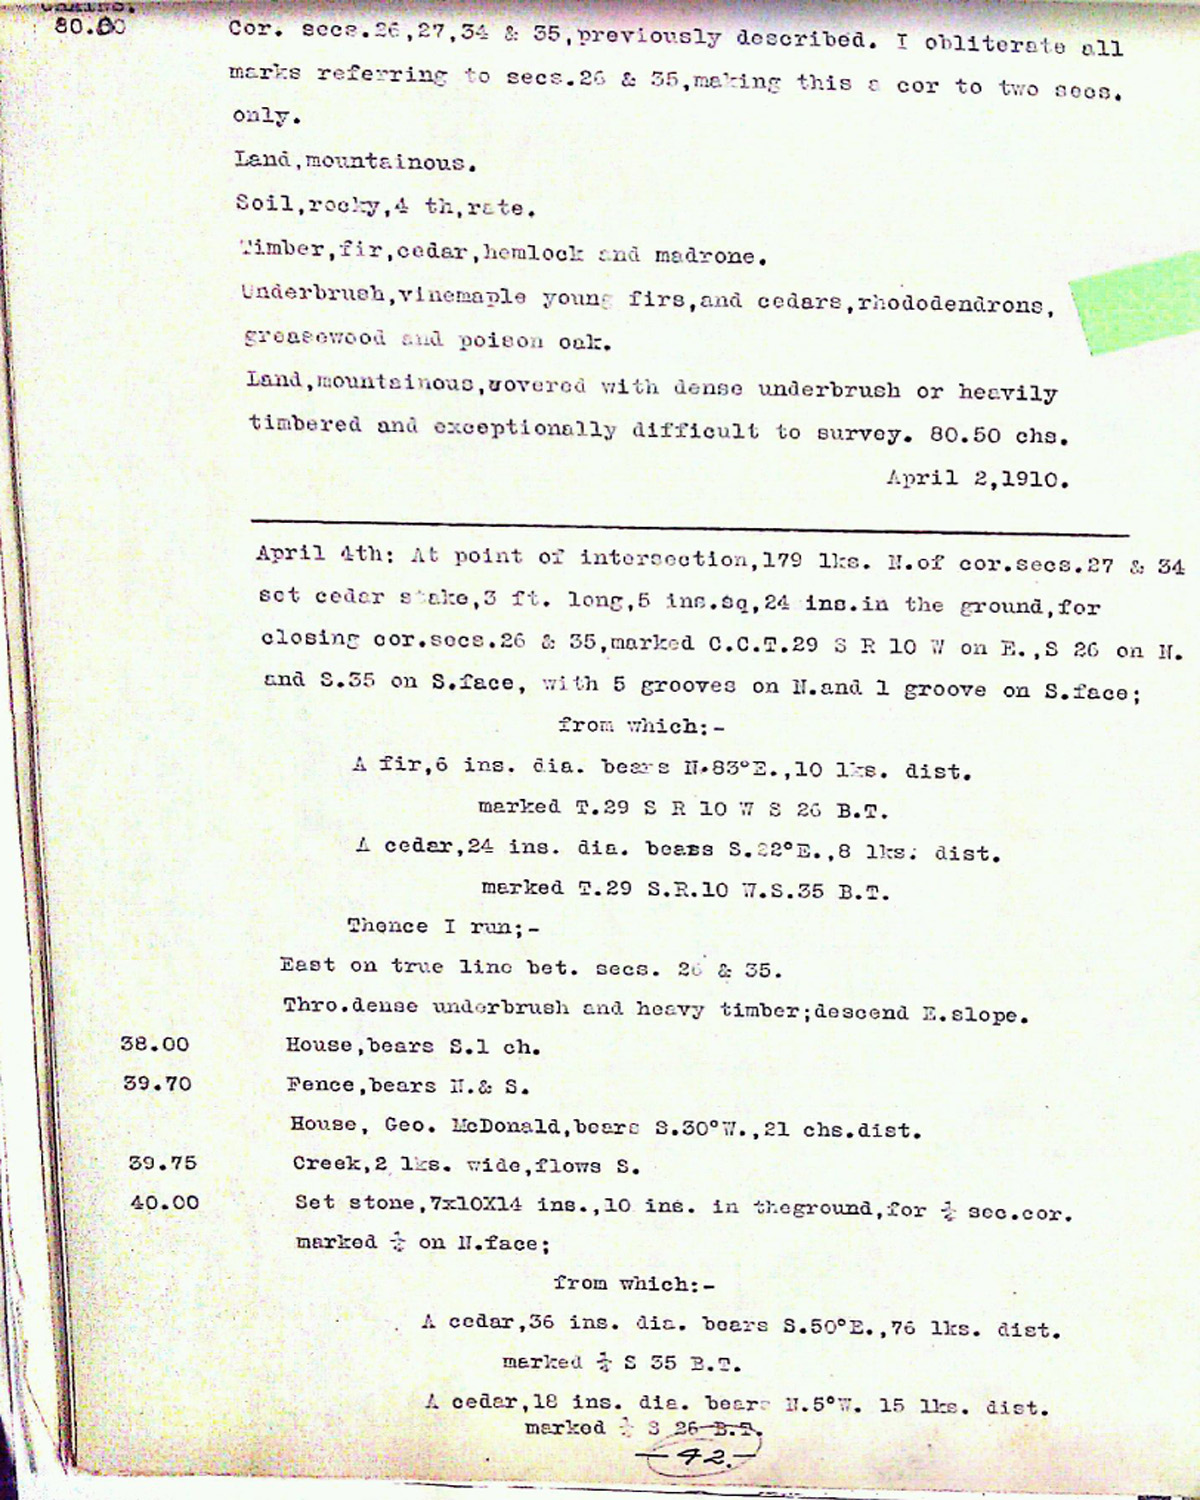 CHAINS.
80.60 Cor. secs.26,27,34 & 35,previously described. I obliterate all
marks referring to secs.26 & 35,making this a cor to two secs.
only.
Land,mountainous.
Soil,rocky,4 th,rate.
Timber,fir,cedar,hemlock and madrone.
Underbrush,vinemaple young firs,and cedars,rhododendrons,
greasewood and poison oak.
Land,mountainous,covered with dense underbrush or heavily
timbered and exceptionally difficult to survey. 80.50 chs.
April 2,1910.
April 4th: At point of intersection,179 lks. N.of cor.secs.27 & 34
set cedar stake,3 ft. long,5 ins.sq,24 ins.in the ground,for
closing cor.secs.26 & 35,marked C.C.T.29 S R 10 W on E.,S 26 on N.
and S.35 on S.face, with 5 grooves on N.and 1 groove on S.face;
from which:-
A fir,6 ins. dia. bears N.83°E.,10 lks. dist.
marked T.29 S R 10 W S 26 B.T.
A cedar,24 ins. dia. bears S.22°E.,8 lks. dist.
marked T.29 S.R.10 W.S.35 B.T.
Thence I run;-
East on true line bet. secs. 26 & 35.
Thro.dense underbrush and heavy timber;descend E.slope.
38.00 House,bears S.1 ch.
39.70 Fence,bears N.& S.
House, Geo. McDonald,bears S.30°W.,21 chs.dist.
39.75 Creek,2 lks. wide,flows S.
40.00 Set stone,7x10X14 ins.,10 ins. in theground,for ¼ sec.cor.
marked ¼ on N.face;
from which:-
A cedar,36 ins. dia. bears S.50°E.,76 lks. dist.
marked ¼ S 35 B.T.
A cedar,18 ins. dia. bears N.5°W. 15 lks. dist.
marked ¼ S 26 B.T.
-42.-